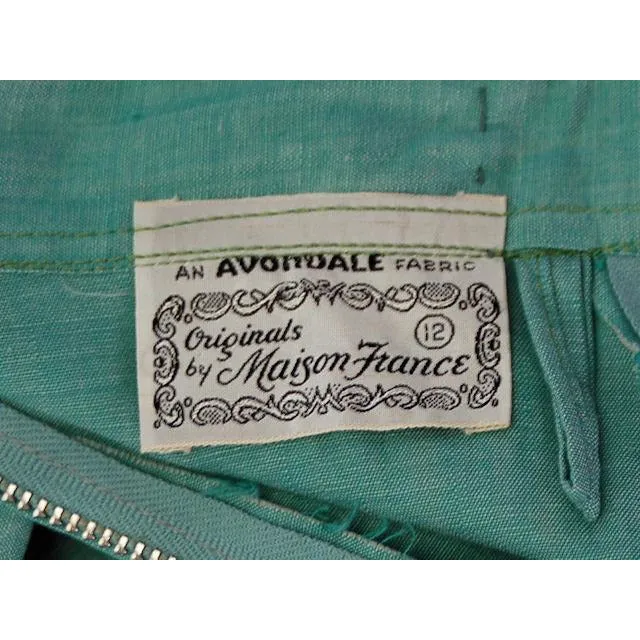 AN AVONDALE FABRIC
Originals 12
by Maison France